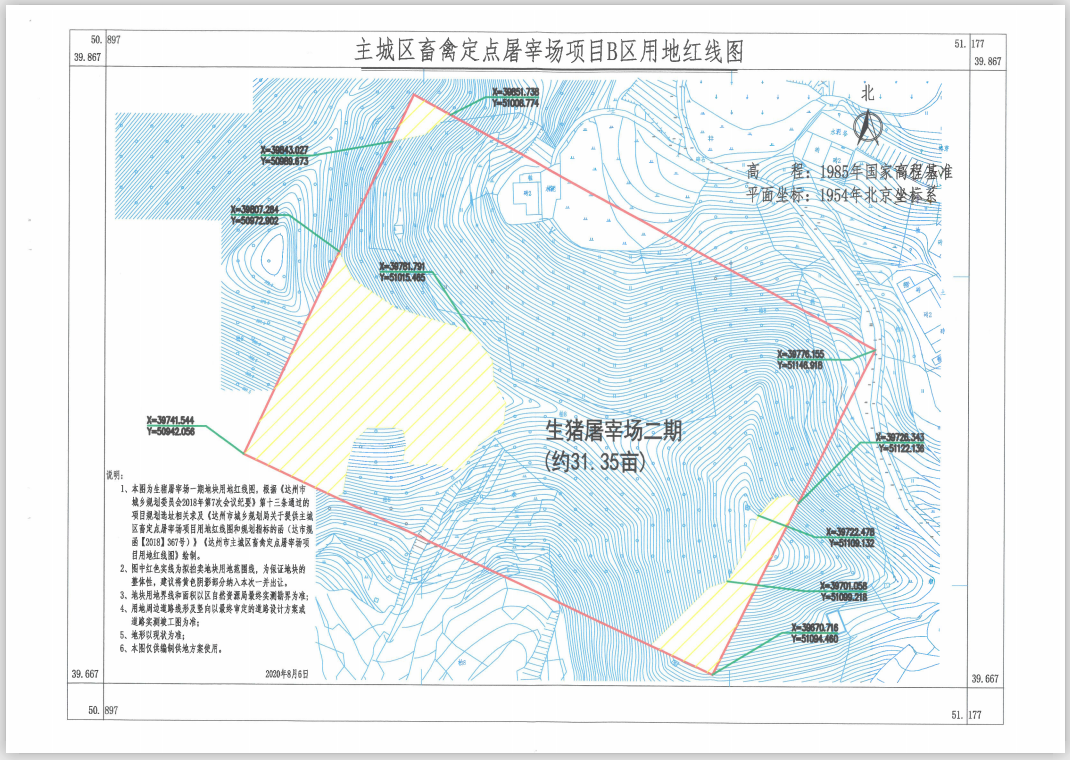 50. 897
39.867
主城区畜禽定点屠宰场项目B区用地红线图
51. 177
39.867
北
高 程：1985年国家高程基准
平面坐标：1954年北京坐标系
X=39851.738
Y=51008.774
X=39843.027
Y=50989.673
X=39807.284
Y=50972.902
X=39781.791
Y=51015.465
X=39776.155
Y=51146.918
X=39741.544
Y=50942.056
X=39726.343
Y=51122.136
生猪屠宰场二期
(约31.35亩)
X=39722.478
Y=51109.132
X=39701.058
Y=51099.218
X=39670.716
Y=51094.460
说明：
1、本图为生猪屠宰场一期地块用地红线图。根据《达州市
城乡规划委员会2018年第7次会议纪要》第十三条通过的
项目规划选址相关求及《达州市城乡规划局关于提供主城
区畜定点屠宰场项目用地红线图和规划指标的函（达市规
函【2018】367号）》《达州市主城区畜禽定点屠宰场项
目用地红线图》绘制。
2、图中红色实线为拟拍卖地块用地范围线，为保证地块的
整体性，建议将黄色阴影部分纳入本次一并出让。
3、地块用地界线和面积以区自然资源局最终实测勘界为准；
4、用地周边道路线形及竖向以最终审定的道路设计方案或
道路实测竣工图为准；
5、地形以现状为准；
6、本图仅供编制供地方案使用。
2020年8月6日
39.667
50. 897
39.667
51. 177